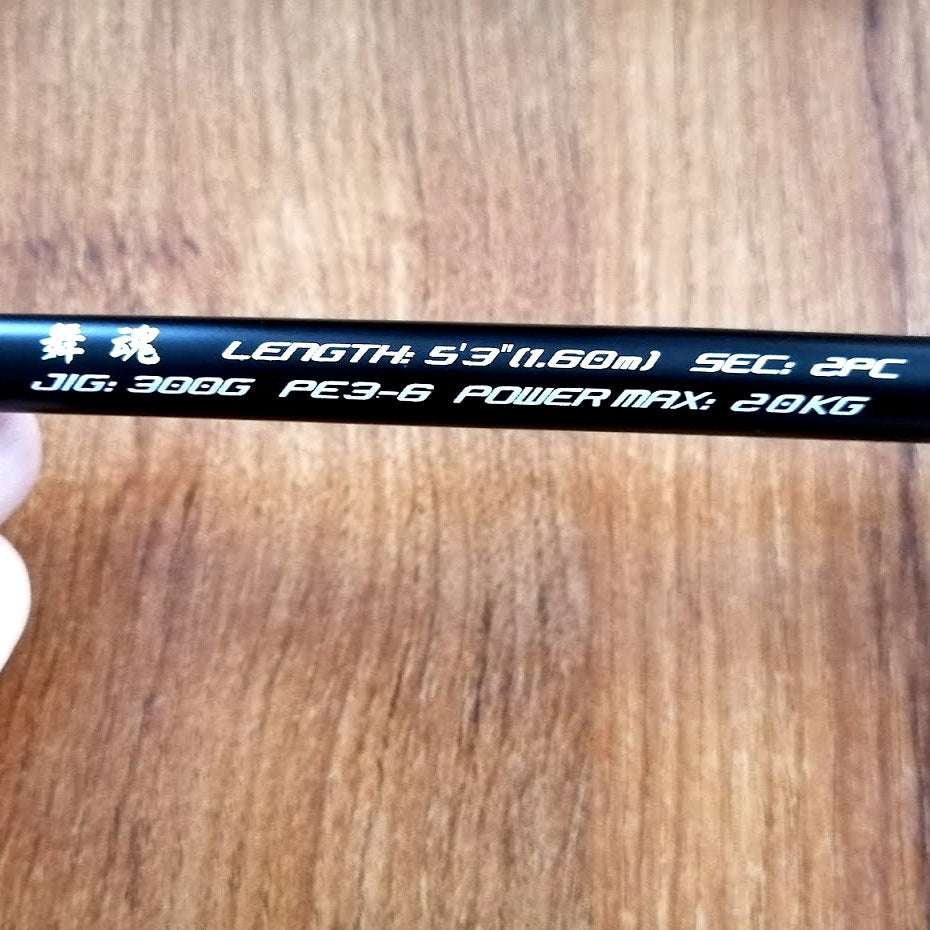 舞魂 LENGTH: 5'3"(1.60m) SEC: 2PC
JIG: 300G PE3-6 POWER MAX: 20KG